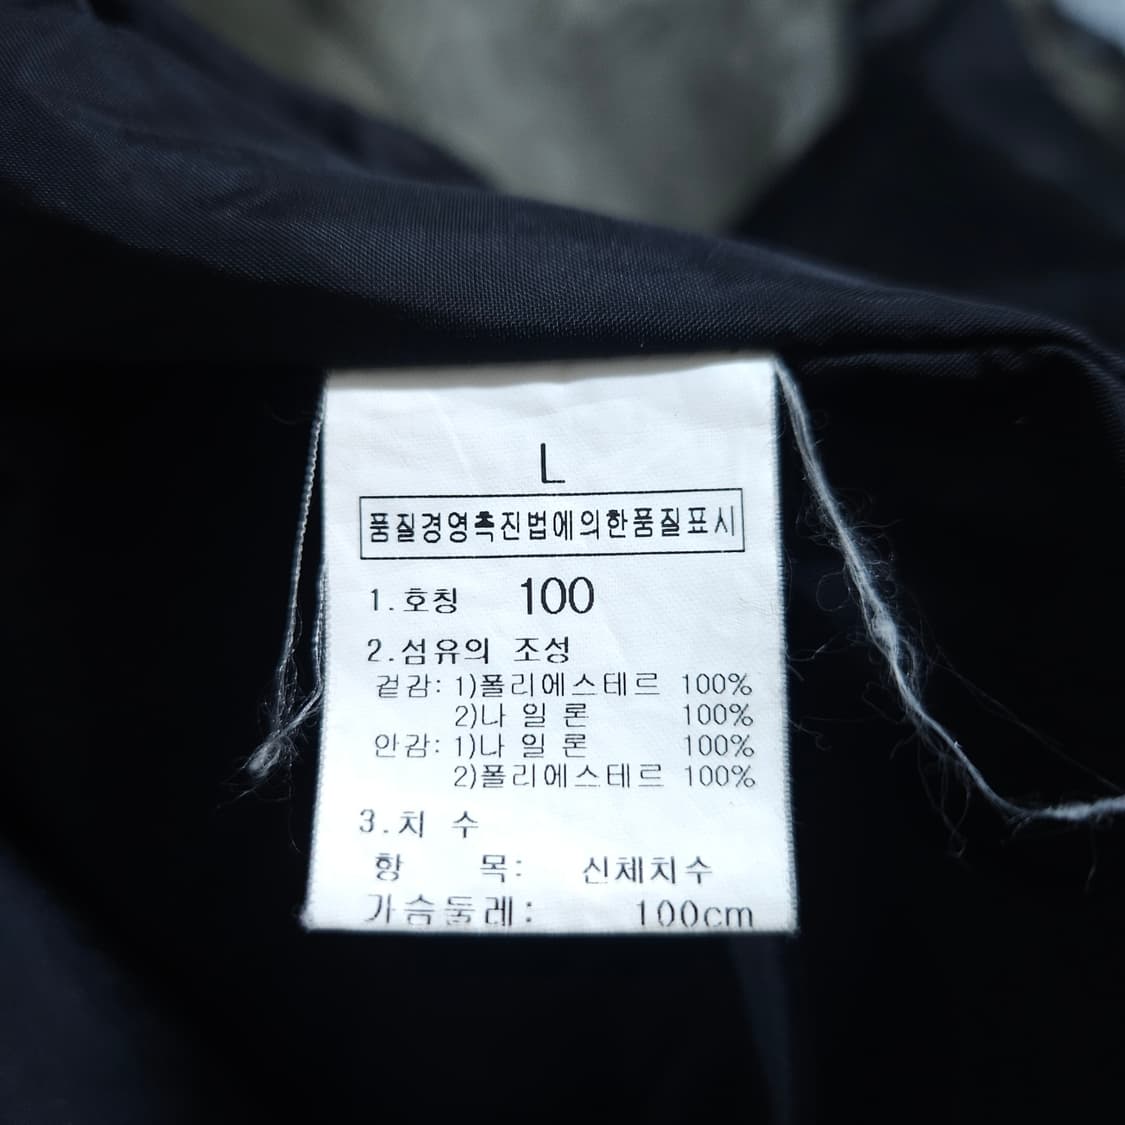 L
품질경영촉진법에의한품질표시
1.호칭 100
2.섬유의 조성
겉감: 1)폴리에스테르 100%
2)나 일 론 100%
안감: 1)나 일 론 100%
2)폴리에스테르 100%
3.치 수
항 목: 신체치수
가슴둘레: 100cm